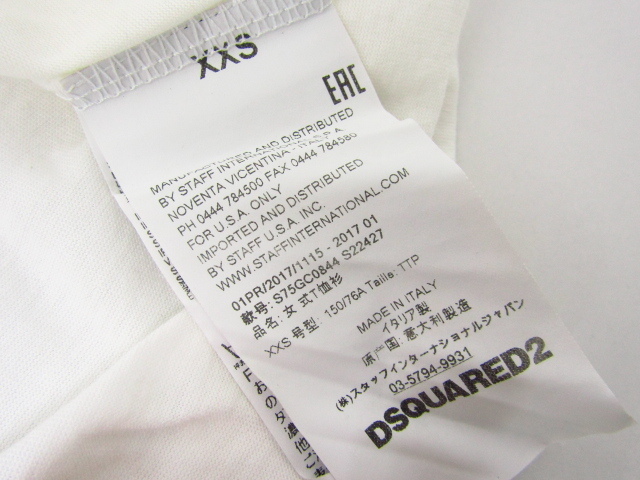 XXS
EAC
MANUFACTURED AND DISTRIBUTED
BY STAFF INTERNATIONAL S.P.A.
NOVENTA VICENTINA - ITALY
PH 0444 784500 FAX 0444 784580
FOR U.S.A. ONLY
IMPORTED AND DISTRIBUTED
BY STAFF U.S.A. INC.
WWW.STAFFINTERNATIONAL.COM
01PR/2017/1115 - 2017 01
款号: S75GC0844 S22427
品名: 女 式T恤衫
XXS 号型: 150/76A Taille: TTP
MADE IN ITALY
イタリア製
原产国: 意大利制造
(株)スタッフインターナショナルジャパン
03-5794-9931
DSQUARED2